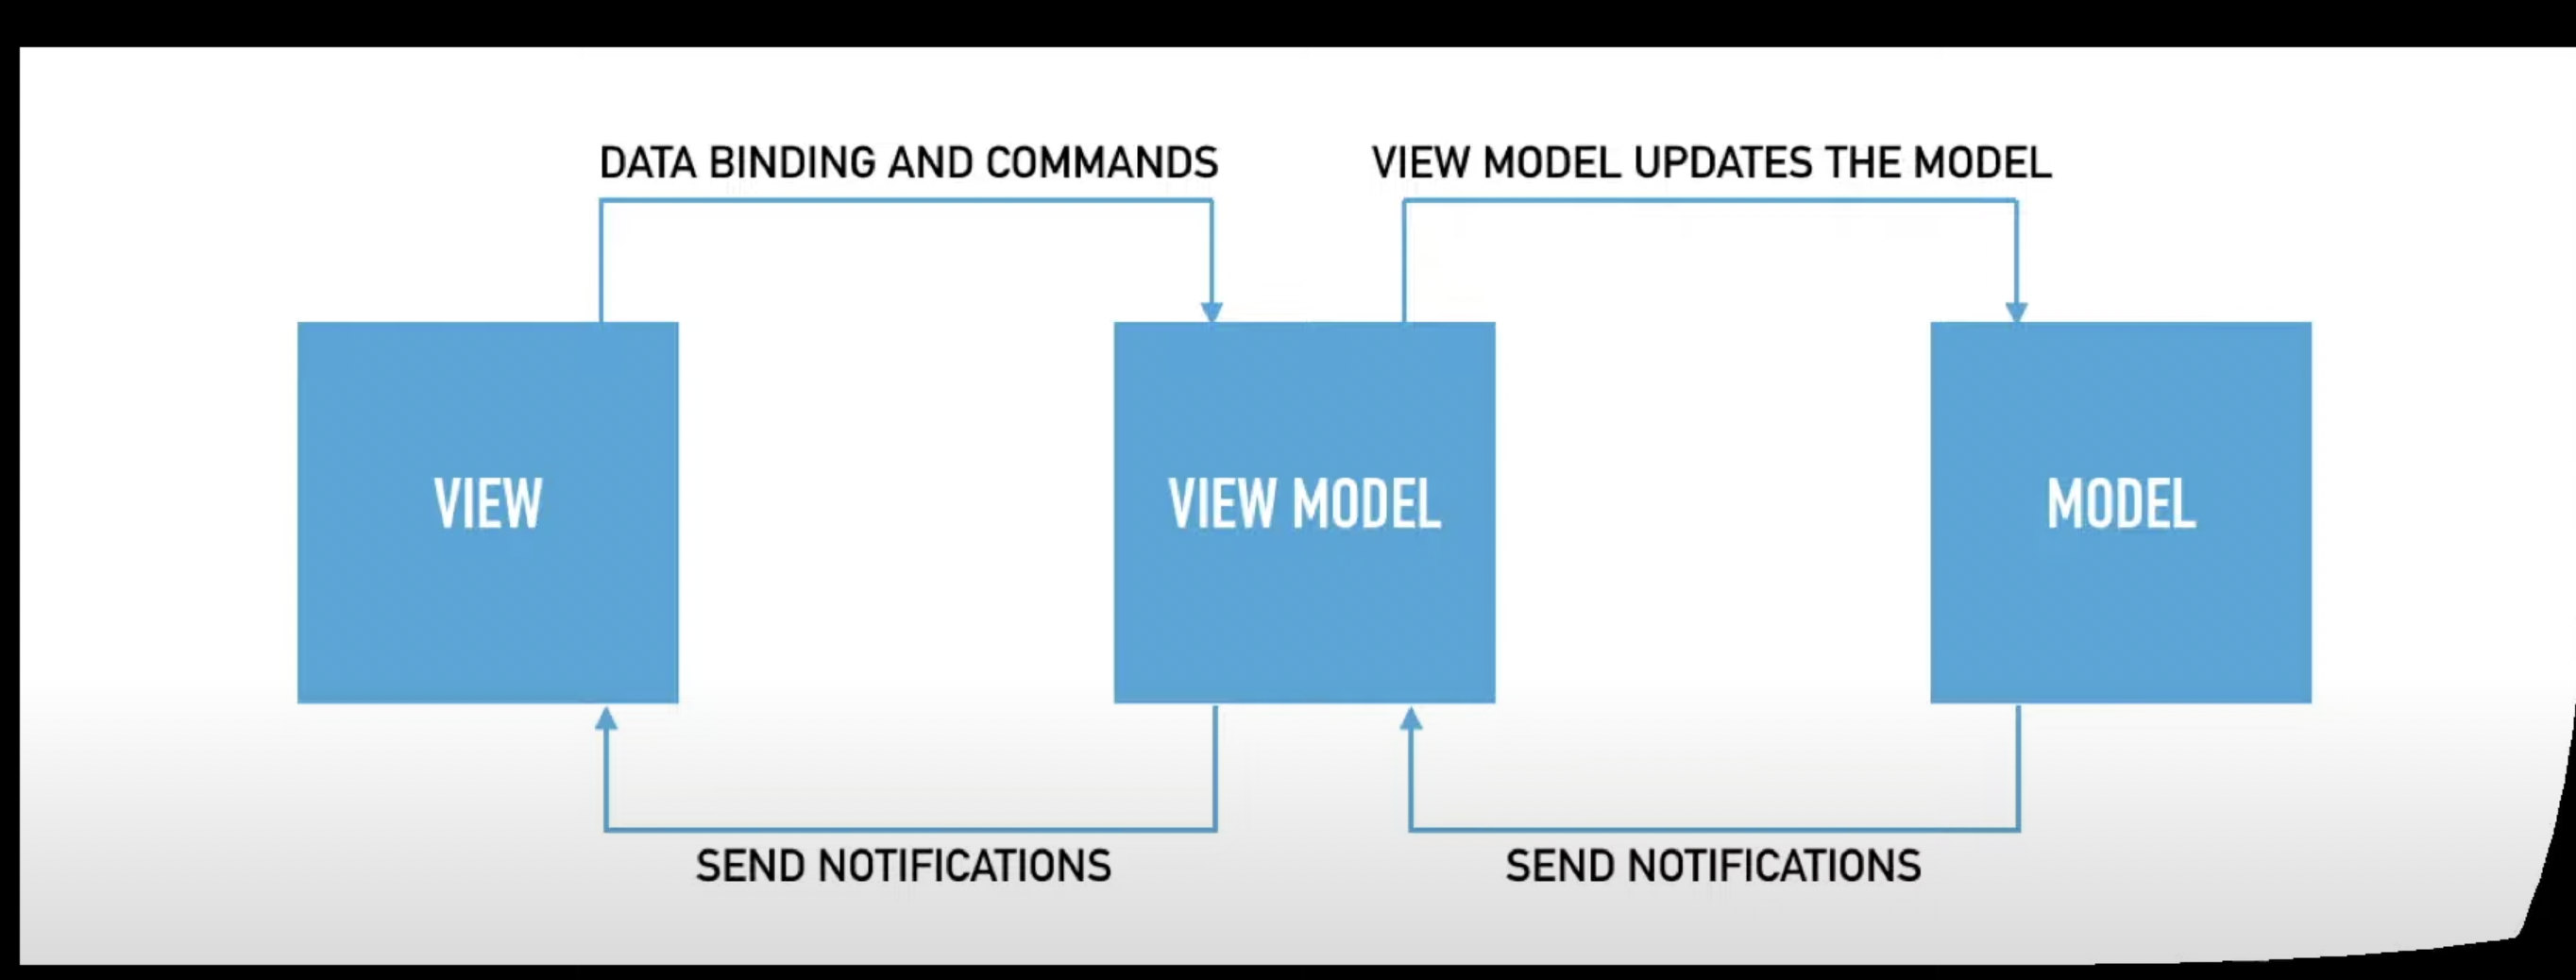 DATA BINDING AND COMMANDS
VIEW MODEL UPDATES THE MODEL
VIEW
VIEW MODEL
MODEL
SEND NOTIFICATIONS
SEND NOTIFICATIONS